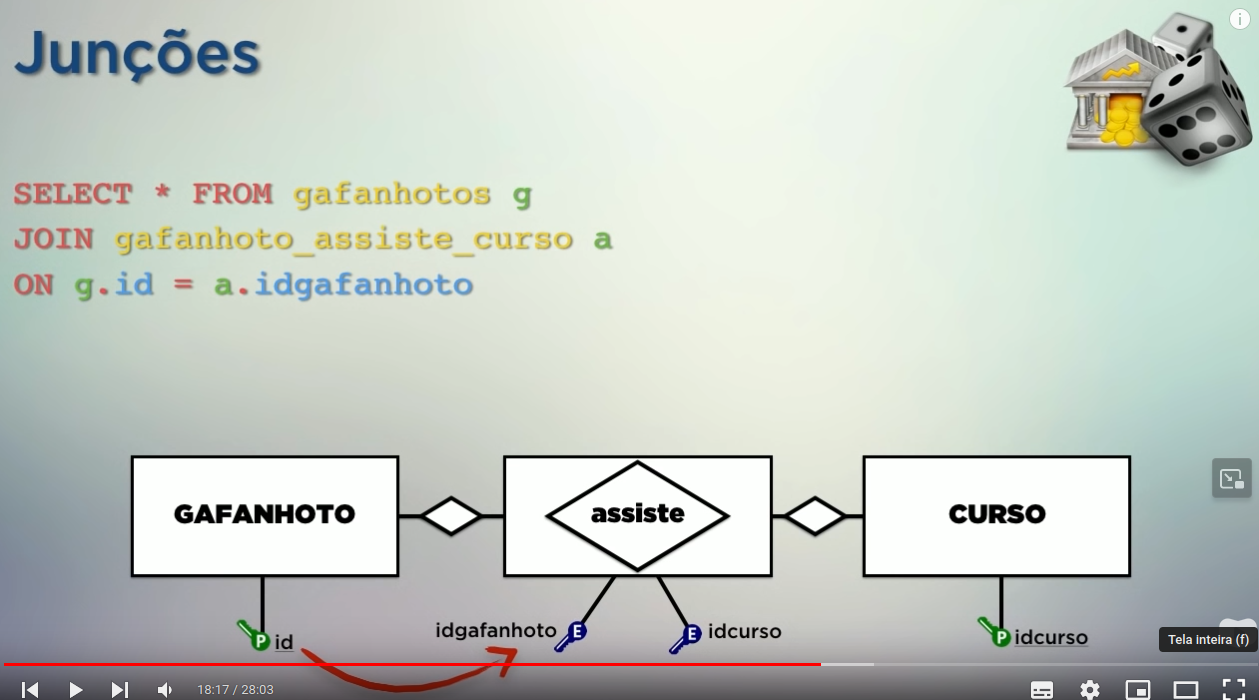 Junções
SELECT * FROM gafanhotos g
JOIN gafanhoto_assiste_curso a
ON g.id = a.idgafanhoto
GAFANHOTO
assiste
CURSO
P id
idgafanhoto E
E idcurso
P idcurso
Tela inteira (f)
18:17 / 28:03